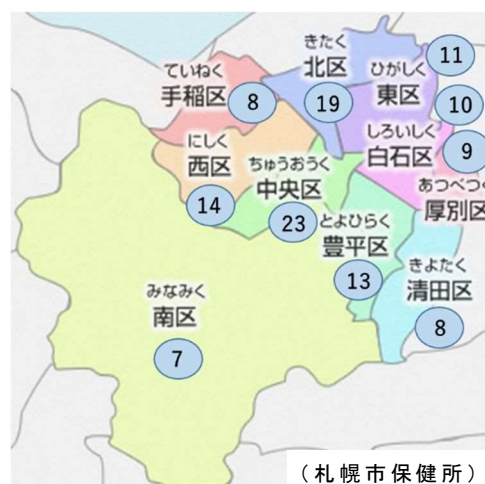 きたく
北区
19
11
ひがしく
東区
10
ていねく
手稲区
8
しろいしく
白石区
9
にしく
西区
14
ちゅうおうく
中央区
23
あつべつく
厚別区
とよひらく
豊平区
13
きよたく
清田区
8
みなみく
南区
7
（札幌市保健所）